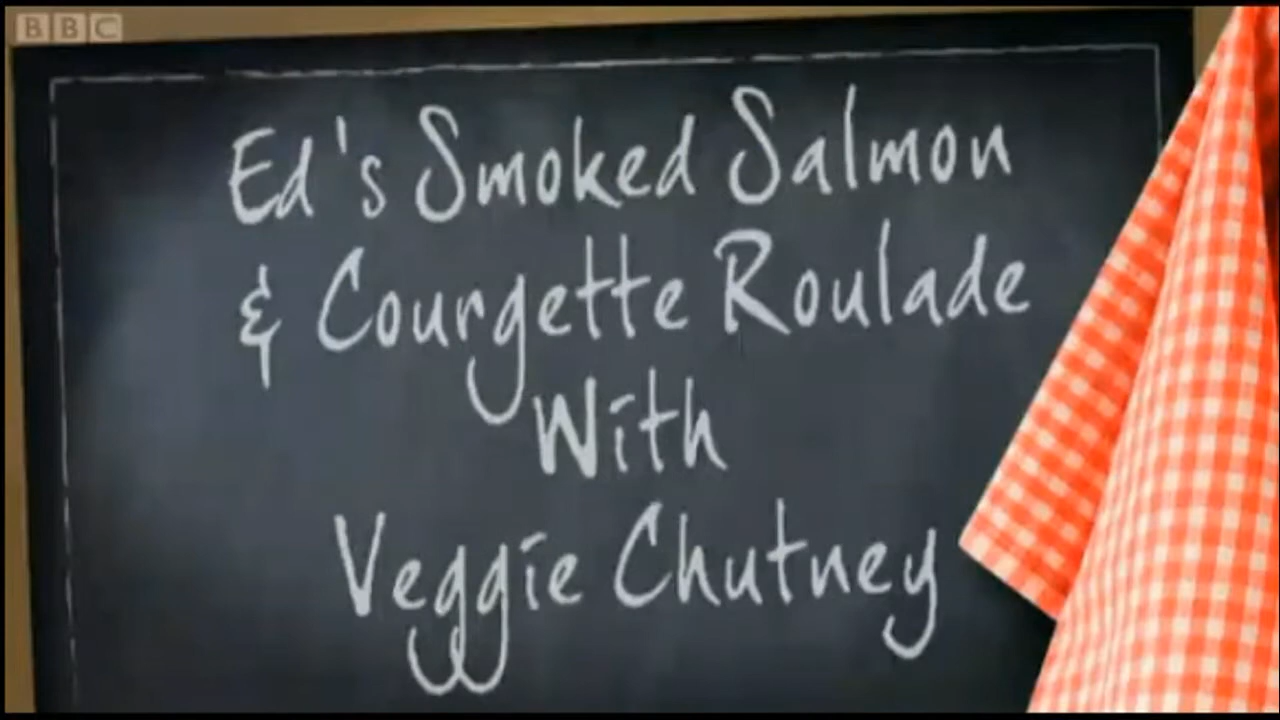 BBC
Ed's Smoked Salmon
& Courgette Roulade
With
Veggie Chutney